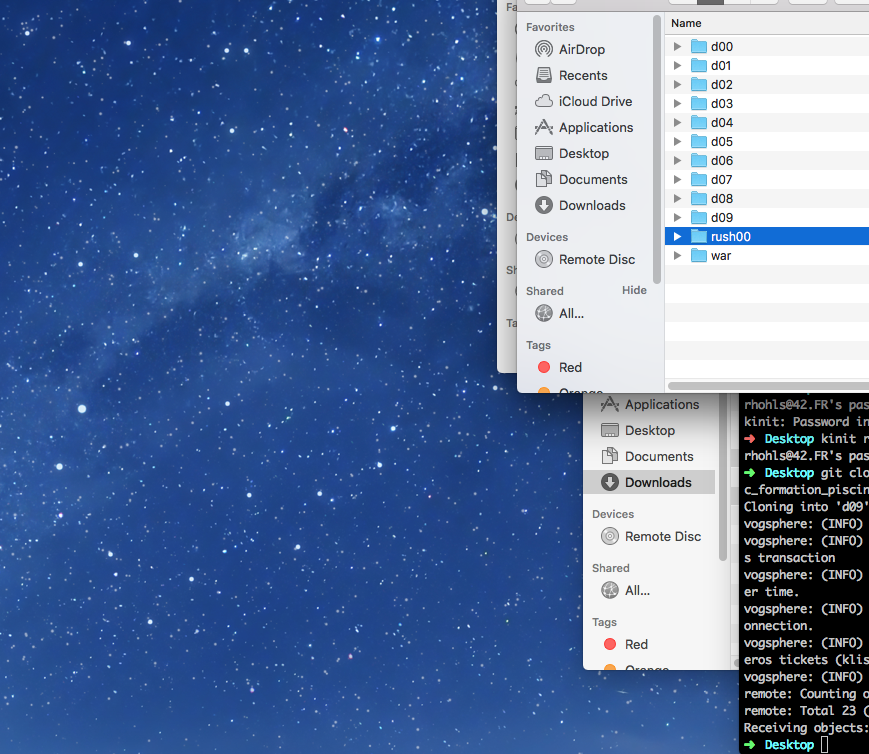 Fa
De
Sh
Ta
Favorites
AirDrop
Recents
iCloud Drive
Applications
Desktop
Documents
Downloads
Devices
Remote Disc
Shared Hide
All...
Tags
Red
Orange
Name
d00
d01
d02
d03
d04
d05
d06
d07
d08
d09
rush00
war
Applications
Desktop
Documents
Downloads
Devices
Remote Disc
Shared
All...
Tags
Red
Orange
rhohls@42.FR's pas
kinit: Password in
➜ Desktop kinit r
rhohls@42.FR's pas
➜ Desktop git clo
c_formation_piscin
Cloning into 'd09'
vogsphere: (INFO)
vogsphere: (INFO)
s transaction
vogsphere: (INFO)
er time.
vogsphere: (INFO)
onnection.
vogsphere: (INFO)
eros tickets (klis
vogsphere: (INFO)
remote: Counting o
remote: Total 23 (
Receiving objects:
➜ Desktop